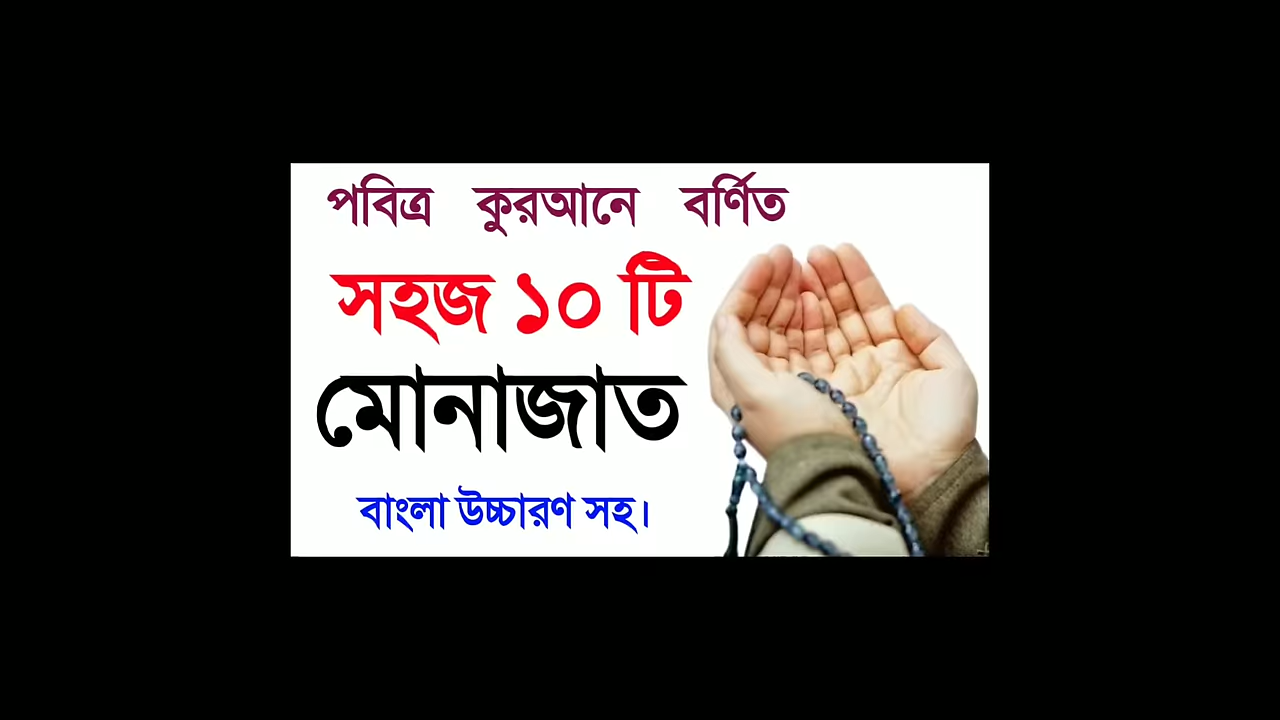 পবিত্র কুরআনে বর্ণিত
সহজ ১০ টি
মোনাজাত
বাংলা উচ্চারণ সহ।